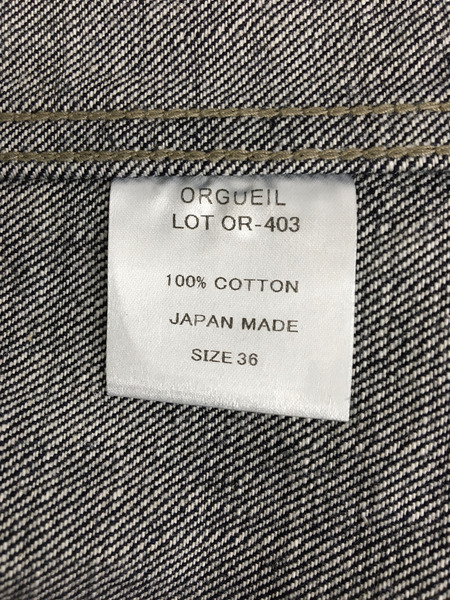 ORGUEIL
LOT OR-403
100% COTTON
JAPAN MADE
SIZE 36